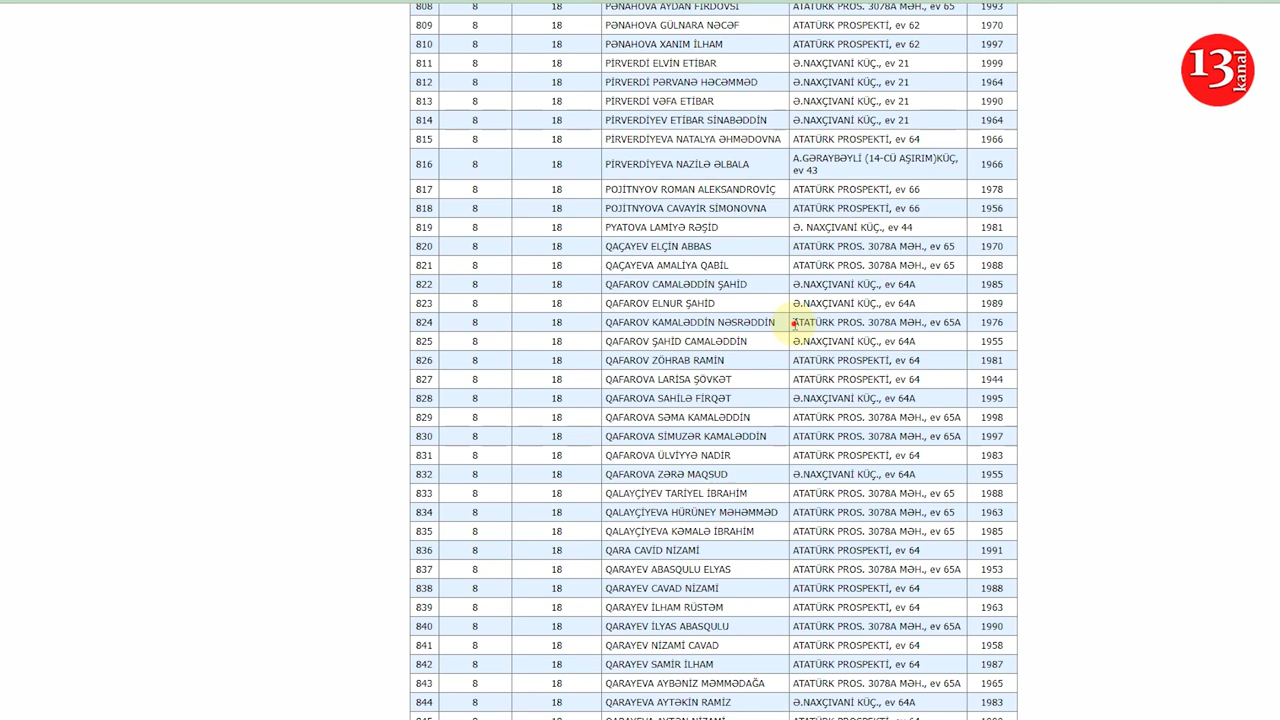 808 8 18 PƏNAHOVA AYDAN FİRDOVSİ ATATÜRK PROS. 3078A MƏH., ev 65 1993
809 8 18 PƏNAHOVA GÜLNARA NƏCƏF ATATÜRK PROSPEKTİ, ev 62 1970
810 8 18 PƏNAHOVA XANIM İLHAM ATATÜRK PROSPEKTİ, ev 62 1997
811 8 18 PİRVERDİ ELVİN ETİBAR Ə.NAXÇIVANİ KÜÇ., ev 21 1999
812 8 18 PİRVERDİ PƏRVANƏ HƏCƏMMƏD Ə.NAXÇIVANİ KÜÇ., ev 21 1964
813 8 18 PİRVERDİ VƏFA ETİBAR Ə.NAXÇIVANİ KÜÇ., ev 21 1990
814 8 18 PİRVERDİYEV ETİBAR SİNABƏDDİN Ə.NAXÇIVANİ KÜÇ., ev 21 1964
815 8 18 PİRVERDİYEVA NATALYA ƏHMƏDOVNA ATATÜRK PROSPEKTİ, ev 64 1966
816 8 18 PİRVERDİYEVA NAZİLƏ ƏLBALA A.GƏRAYBƏYLİ (14-CÜ AŞIRIM)KÜÇ., ev 43 1966
817 8 18 POJİTNYOV ROMAN ALEKSANDROVİÇ ATATÜRK PROSPEKTİ, ev 66 1978
818 8 18 POJİTNYOVA CAVAYİR SİMONOVNA ATATÜRK PROSPEKTİ, ev 66 1956
819 8 18 PYATOVA LAMİYƏ RƏŞİD Ə. NAXÇIVANİ KÜÇ., ev 44 1981
820 8 18 QAÇAYEV ELÇİN ABBAS ATATÜRK PROS. 3078A MƏH., ev 65 1970
821 8 18 QAÇAYEVA AMALİYA QABİL ATATÜRK PROS. 3078A MƏH., ev 65 1988
822 8 18 QAFAROV CAMALƏDDİN ŞAHİD Ə.NAXÇIVANİ KÜÇ., ev 64A 1985
823 8 18 QAFAROV ELNUR ŞAHİD Ə.NAXÇIVANİ KÜÇ., ev 64A 1989
824 8 18 QAFAROV KAMALƏDDİN NƏSRƏDDİN ATATÜRK PROS. 3078A MƏH., ev 65A 1976
825 8 18 QAFAROV ŞAHİD CAMALƏDDİN Ə.NAXÇIVANİ KÜÇ., ev 64A 1955
826 8 18 QAFAROV ZÖHRAB RAMİN ATATÜRK PROSPEKTİ, ev 64 1981
827 8 18 QAFAROVA LARİSA ŞÖVKƏT ATATÜRK PROSPEKTİ, ev 64 1944
828 8 18 QAFAROVA SAHİLƏ FİRQƏT Ə.NAXÇIVANİ KÜÇ., ev 64A 1995
829 8 18 QAFAROVA SƏMA KAMALƏDDİN ATATÜRK PROS. 3078A MƏH., ev 65A 1998
830 8 18 QAFAROVA SİMUZƏR KAMALƏDDİN ATATÜRK PROS. 3078A MƏH., ev 65A 1997
831 8 18 QAFAROVA ÜLVİYYƏ NADİR ATATÜRK PROSPEKTİ, ev 64 1983
832 8 18 QAFAROVA ZƏRƏ MAQSUD Ə.NAXÇIVANİ KÜÇ., ev 64A 1955
833 8 18 QALAYÇİYEV TARİYEL İBRAHİM ATATÜRK PROS. 3078A MƏH., ev 65 1988
834 8 18 QALAYÇİYEVA HÜRÜNEY MƏHƏMMƏD ATATÜRK PROS. 3078A MƏH., ev 65 1963
835 8 18 QALAYÇİYEVA KƏMALƏ İBRAHİM ATATÜRK PROS. 3078A MƏH., ev 65 1985
836 8 18 QARA CAVİD NİZAMİ ATATÜRK PROSPEKTİ, ev 64 1991
837 8 18 QARAYEV ABASQULU ELYAS ATATÜRK PROS. 3078A MƏH., ev 65A 1953
838 8 18 QARAYEV CAVAD NİZAMİ ATATÜRK PROSPEKTİ, ev 64 1988
839 8 18 QARAYEV İLHAM RÜSTƏM ATATÜRK PROSPEKTİ, ev 64 1963
840 8 18 QARAYEV İLYAS ABASQULU ATATÜRK PROS. 3078A MƏH., ev 65A 1990
841 8 18 QARAYEV NİZAMİ CAVAD ATATÜRK PROSPEKTİ, ev 64 1958
842 8 18 QARAYEV SAMİR İLHAM ATATÜRK PROSPEKTİ, ev 64 1987
843 8 18 QARAYEVA AYBƏNİZ MƏMMƏDAĞA ATATÜRK PROS. 3078A MƏH., ev 65A 1965
844 8 18 QARAYEVA AYTƏKİN RAMİZ Ə.NAXÇIVANİ KÜÇ., ev 64A 1983
13 kanal